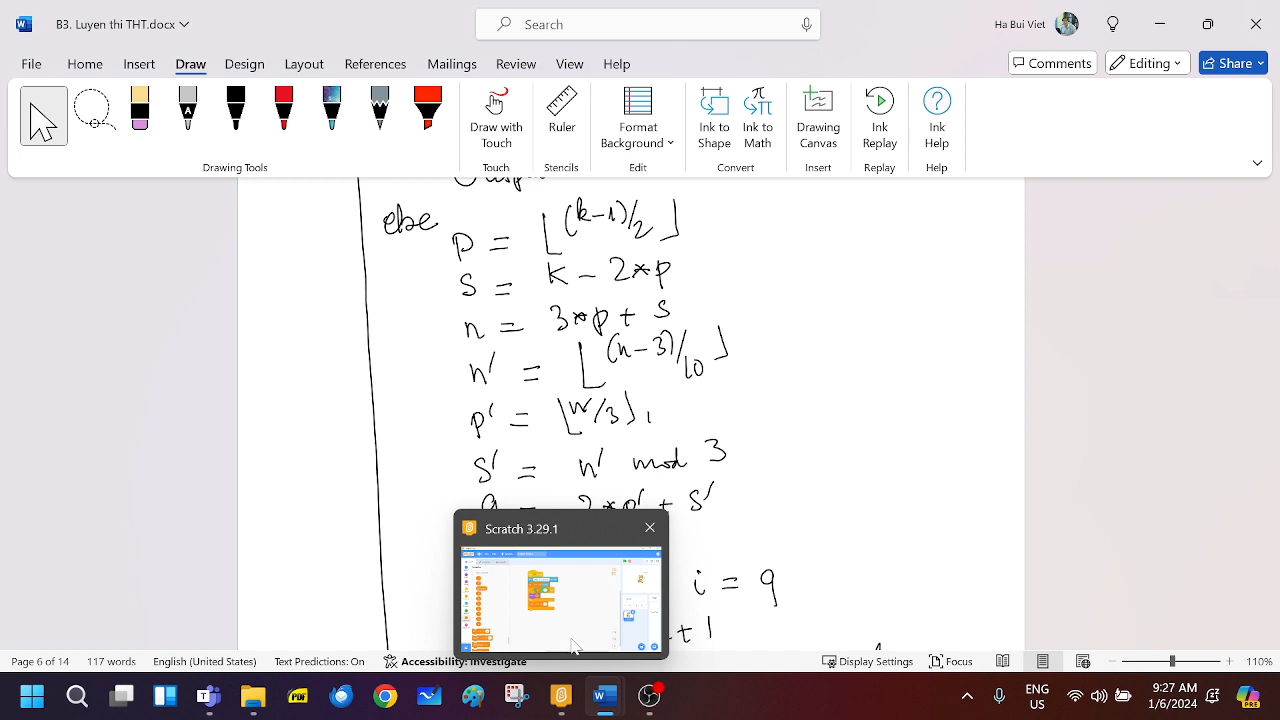 B3. Luyen thi THT.docx
Search
Ha Bui Viet
File Home Insert Draw Design Layout References Mailings Review View Help
Comments Editing Share
Draw with Touch
Ruler
Format Background
Ink to Shape
Ink to Math
Drawing Canvas
Ink Replay
Ink Help
Drawing Tools Touch Stencils Edit Convert Insert Replay Help
else
p = ⌊(k-1)/2⌋
S = k - 2*p
n = 3*p + s
n' = ⌊(n-3)/10⌋
p' = ⌊n'/3⌋,
s' = n' mod 3
2*p' + s'
Scratch 3.29.1
i = 9
+ 1
of 14 117 words English (United States) Text Predictions: On Accessibility: Investigate Display Settings Focus 110%
ENG
9:27 AM
1/6/2024